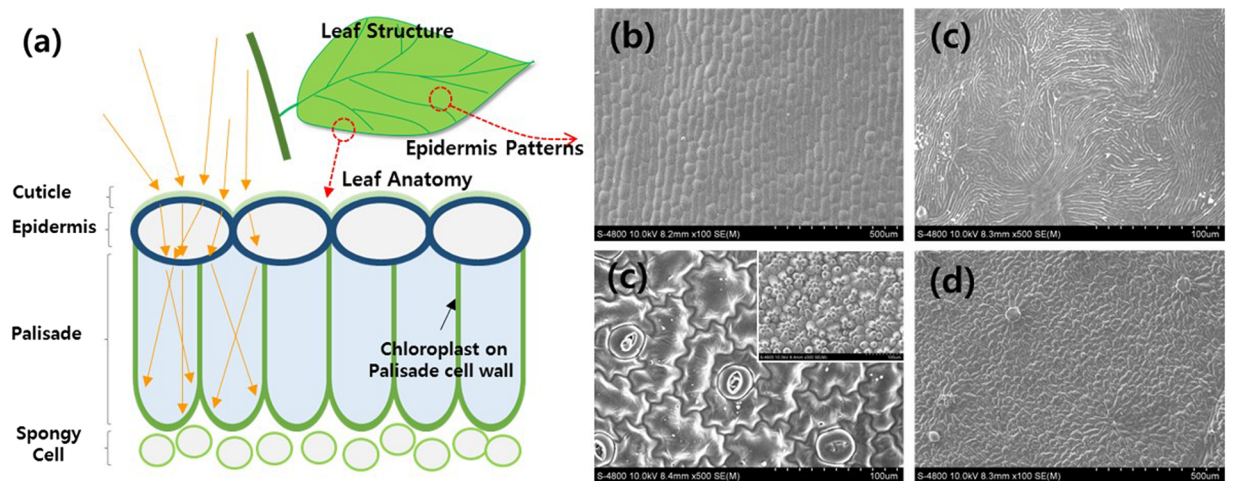 (a)
Leaf Structure
Epidermis Patterns
Leaf Anatomy
Cuticle
Epidermis
Palisade
Chloroplast on
Palisade cell wall
Spongy
Cell
(b)
S-4800 10.0kV 8.2mm x100 SE(M)
500um
(c)
S-4800 10.0kV 8.3mm x500 SE(M)
100um
(c)
S-4800 10.0kV 8.4mm x500 SE(M)
100um
(d)
S-4800 10.0kV 8.3mm x100 SE(M)
500um